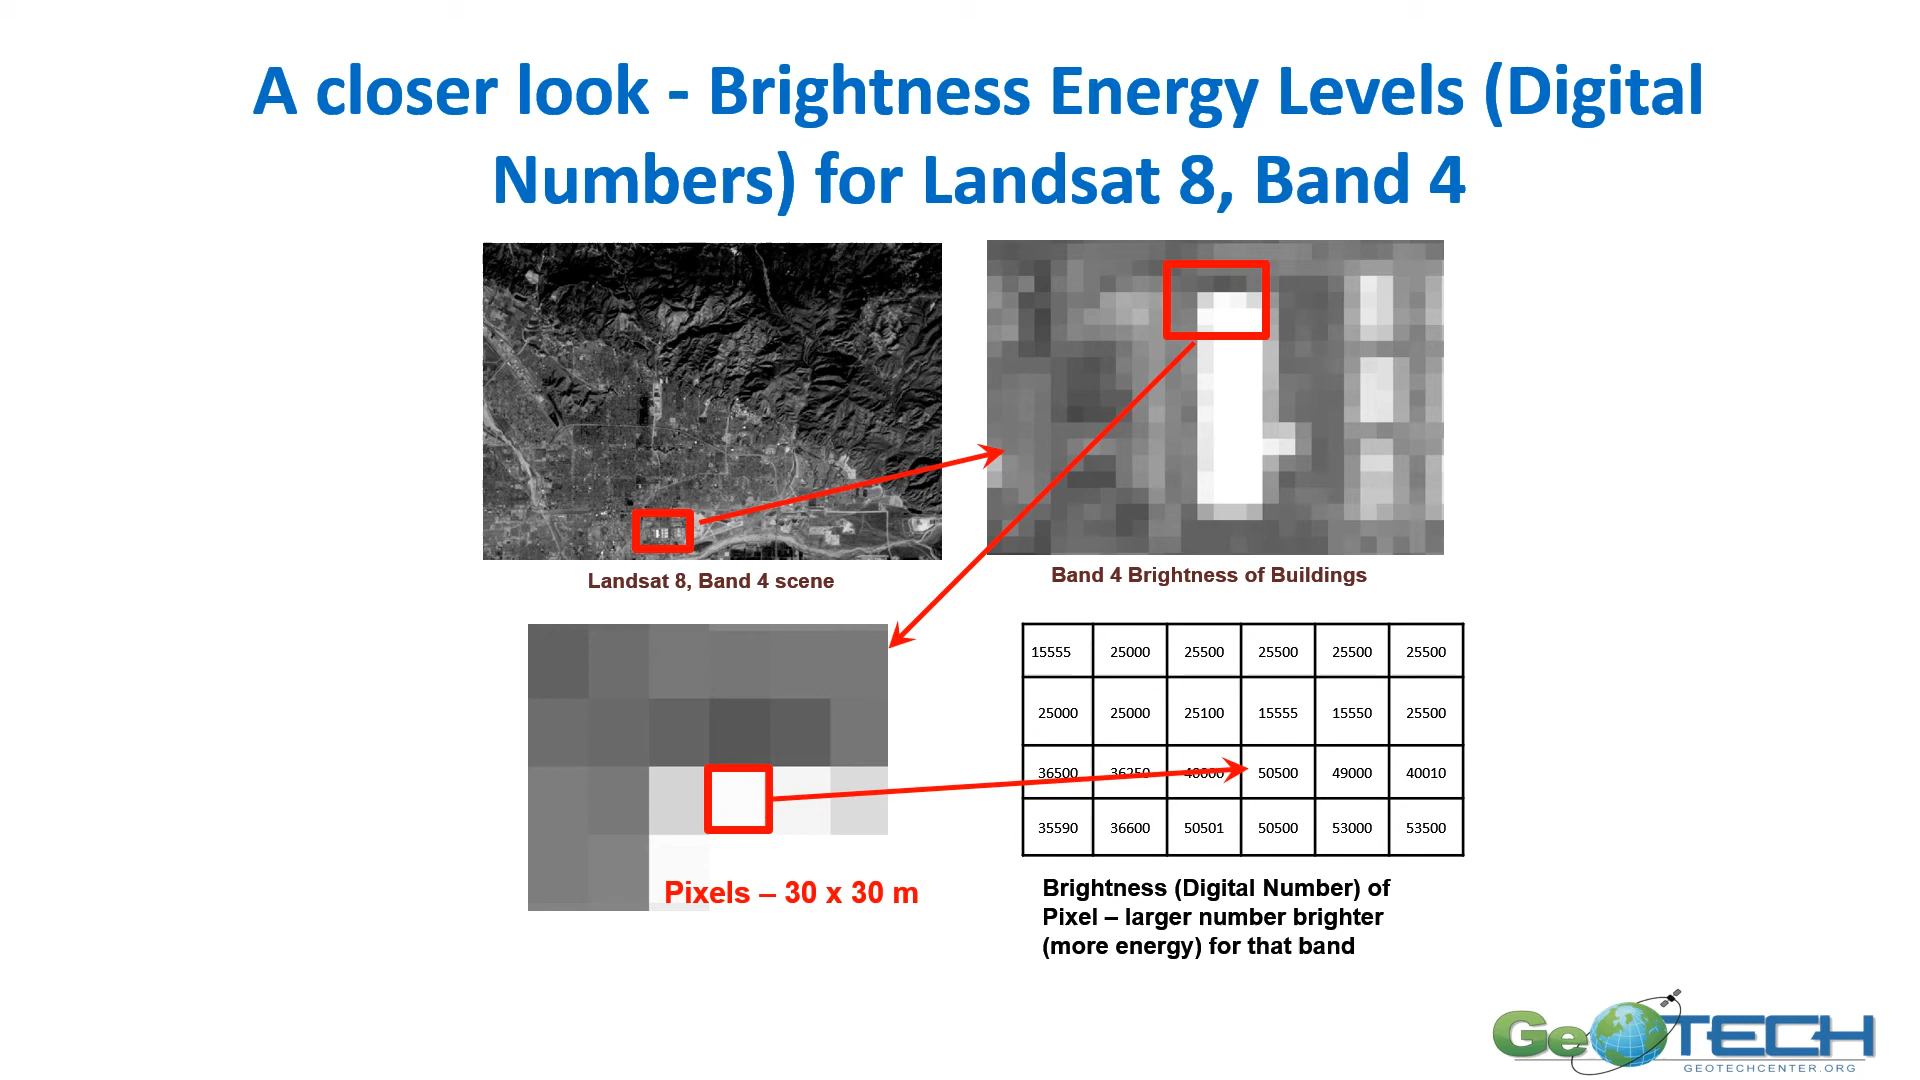 A closer look - Brightness Energy Levels (Digital
Numbers) for Landsat 8, Band 4
Landsat 8, Band 4 scene
Band 4 Brightness of Buildings
Pixels – 30 x 30 m
15555 25000 25500 25500 25500 25500
25000 25000 25100 15555 15550 25500
36500 36250 40000 50500 49000 40010
35590 36600 50501 50500 53000 53500
Brightness (Digital Number) of
Pixel – larger number brighter
(more energy) for that band
GeoTECH
GEOTECHCENTER.ORG